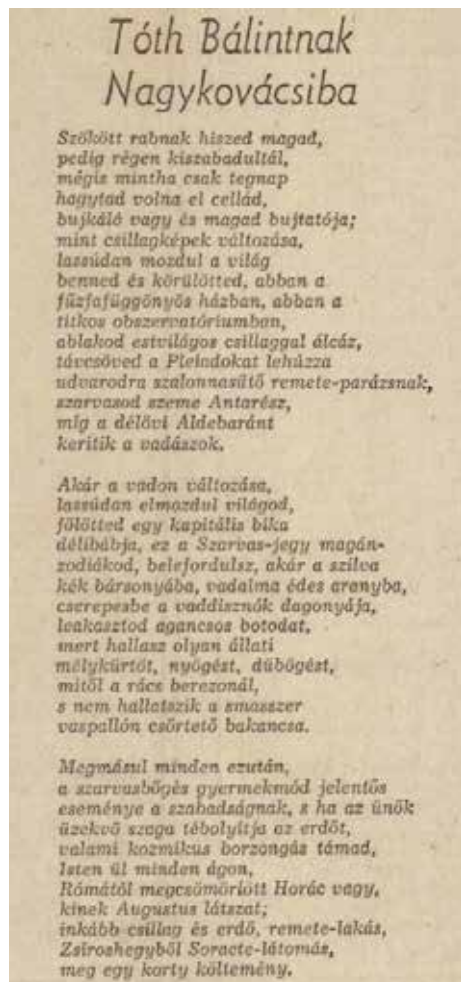 Tóth Bálintnak
Nagykovácsiba
Szökött rabnak hiszed magad,
pedig régen kiszabadultál,
mégis mintha csak tegnap
hagytad volna el cellád,
bujkáló vagy és magad bujtatója;
mint csillagképek változása,
lassúdan mozdul a világ
benned és körülötted, abban a
fűzfafüggönyös házban, abban a
titkos obszervatóriumban,
ablakod estvilágos csillaggal álcáz,
távcsöved a Pleiadokat lehúzza
udvarodra szalonnasütő remete-parázsnak,
szarvasod szeme Antarész,
míg a délövi Aldebaránt
kerítik a vadászok.
Akár a vadon változása,
lassúdan elmozdul világod,
fölötted egy kapitális bika
délibábja, ez a Szarvas-jegy magán-
zodiákod, belefordulsz, akár a szilva
kék bársonyába, vadalma édes aranyba,
cserepesbe a vaddisznók dagonyája,
leakasztod agancsos botodat,
mert hallasz olyan állati
mélykürtöt, nyögést, dübögést,
mitől a rács berezonál,
s nem hallatszik a smasszer
vaspallón csörtető bakancsa.
Megmásul minden ezután,
a szarvasbőgés gyermekmód jelentős
eseménye a szabadságnak, s ha az ünők
üzekvő szaga tébolyítja az erdőt,
valami kozmikus borzongás támad,
Isten ül minden ágon,
Rómától megcsömörlött Horác vagy,
kinek Augustus látszat;
inkább csillag és erdő, remete-lakás,
Zsíroshegyből Soracte-látomás,
meg egy korty költemény.